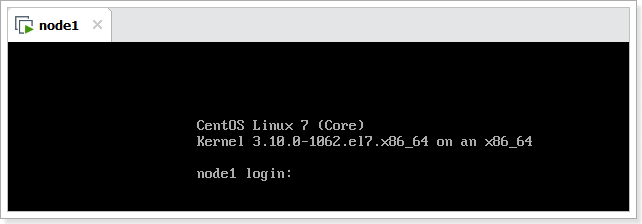 node1
CentOS Linux 7 (Core)
Kernel 3.10.0-1062.el7.x86_64 on an x86_64
node1 login: